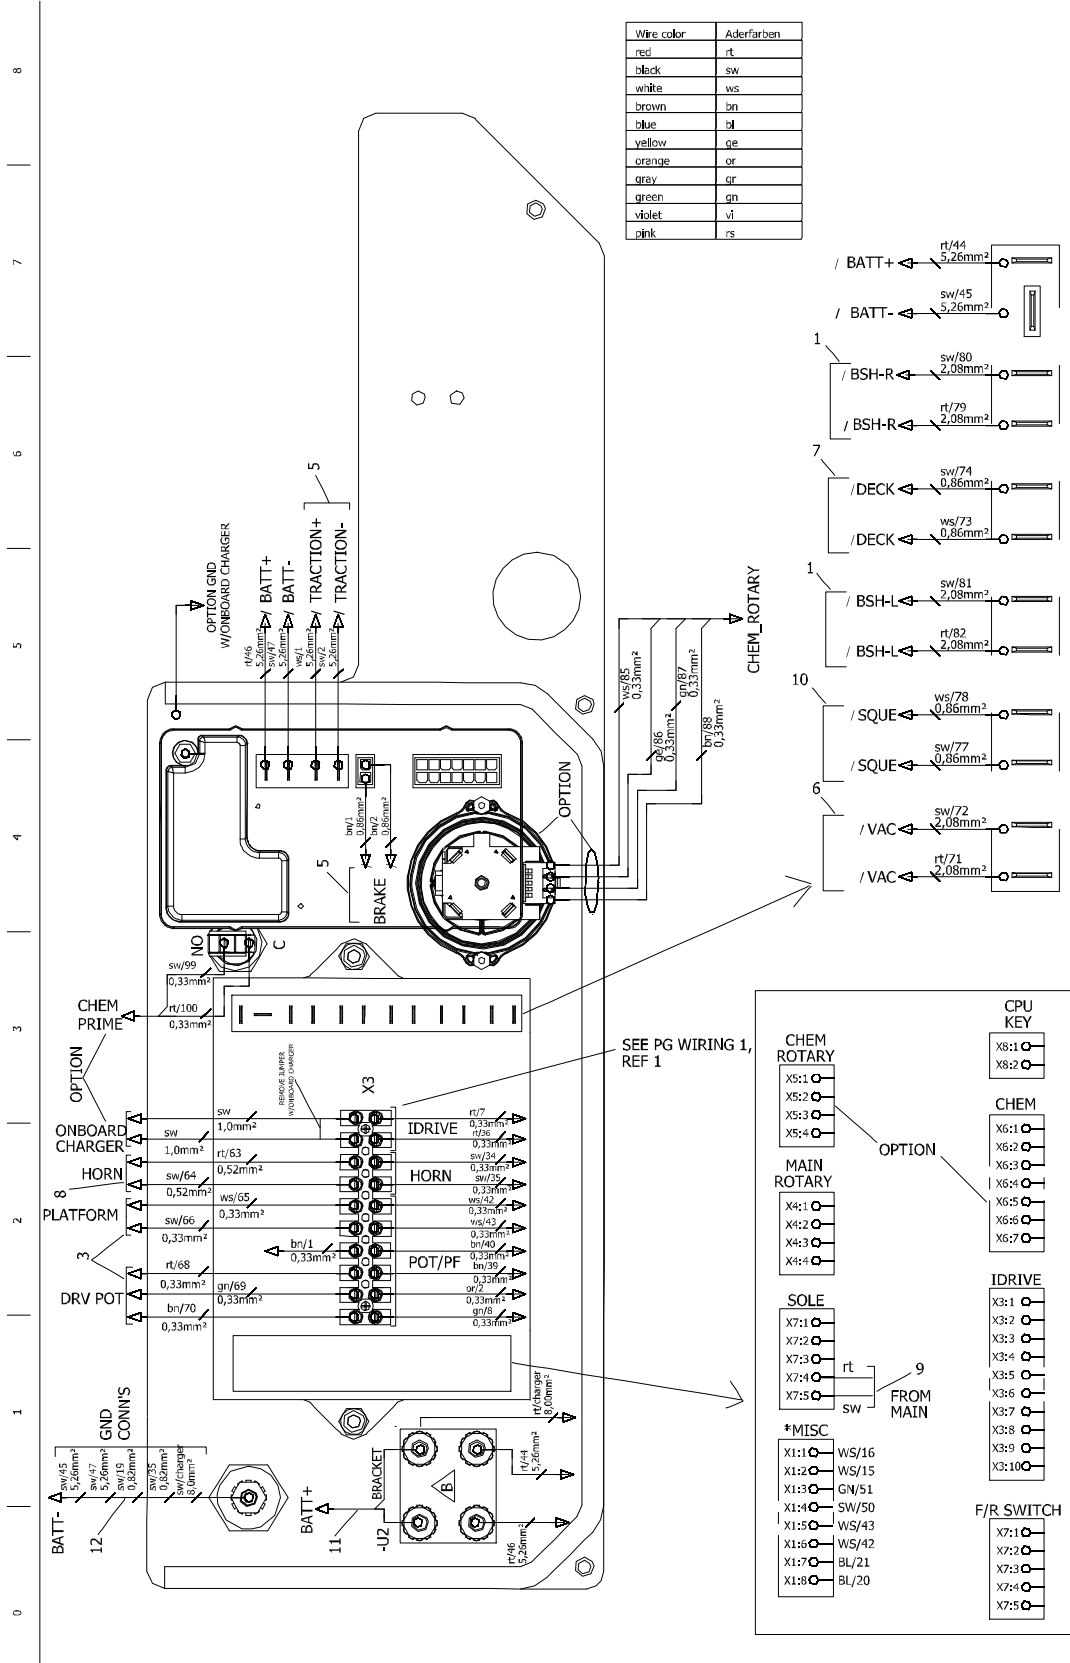 Wire color Aderfarben
red rt
black sw
white ws
brown bn
blue bl
yellow ge
orange or
gray gr
green gn
violet vi
pink rs
8
7
6
5
4
3
2
1
0
/ BATT+ rt/44 5,26mm²
/ BATT- sw/45 5,26mm²
1
/ BSH-R sw/80 2,08mm²
/ BSH-R rt/79 2,08mm²
7
/DECK sw/74 0,86mm²
/DECK ws/73 0,86mm²
1
/ BSH-L sw/81 2,08mm²
/ BSH-L rt/82 2,08mm²
10
/SQUE ws/78 0,86mm²
/SQUE sw/77 0,86mm²
6
/VAC sw/72 2,08mm²
/VAC rt/71 2,08mm²
OPTION GND
W/ONBOARD CHARGER
5
rt/46 5,26mm² / BATT+
sw/47 5,26mm² / BATT-
ws/1 5,26mm² / TRACTION+
sw/2 5,26mm² / TRACTION-
CHEM_ROTARY
ws/85 0,33mm²
ge/86 0,33mm²
gn/87 0,33mm²
bn/88 0,33mm²
OPTION
bn/1 0,86mm²
bn/2 0,86mm²
5
BRAKE
NO
C
sw/99
0,33mm²
CHEM
PRIME
rt/100
0,33mm²
OPTION
SEE PG WIRING 1,
REF 1
REMOVE JUMPER
W/ONBOARD CHARGER
X3
ONBOARD
CHARGER
sw 1,0mm²
sw 1,0mm²
HORN
rt/63 0,52mm²
8
sw/64 0,52mm²
PLATFORM
ws/65 0,33mm²
sw/66 0,33mm²
3
bn/1 0,33mm²
DRV POT
rt/68 0,33mm²
gn/69 0,33mm²
bn/70 0,33mm²
IDRIVE
rt/7 0,33mm²
rt/36 0,33mm²
HORN
sw/34 0,33mm²
sw/35 0,33mm²
ws/42 0,33mm²
ws/43 0,33mm²
POT/PF
bn/40 0,33mm²
bn/39 0,33mm²
or/2 0,33mm²
gn/8 0,33mm²
GND
CONN'S
sw/45 5,26mm²
sw/47 5,26mm²
sw/19 0,82mm²
sw/35 0,82mm²
sw/charger 8,0mm²
BATT-
12
BATT+
11
BRACKET
-U2
B
rt/charger 8,00mm²
rt/44 5,26mm²
rt/46 5,26mm²
CHEM
ROTARY
X5:1
X5:2
X5:3
X5:4
CPU
KEY
X8:1
X8:2
OPTION
CHEM
X6:1
X6:2
X6:3
X6:4
X6:5
X6:6
X6:7
MAIN
ROTARY
X4:1
X4:2
X4:3
X4:4
SOLE
X7:1
X7:2
X7:3
X7:4 rt
X7:5 sw
9
FROM
MAIN
IDRIVE
X3:1
X3:2
X3:3
X3:4
X3:5
X3:6
X3:7
X3:8
X3:9
X3:10
*MISC
X1:1 WS/16
X1:2 WS/15
X1:3 GN/51
X1:4 SW/50
X1:5 WS/43
X1:6 WS/42
X1:7 BL/21
X1:8 BL/20
F/R SWITCH
X7:1
X7:2
X7:3
X7:4
X7:5